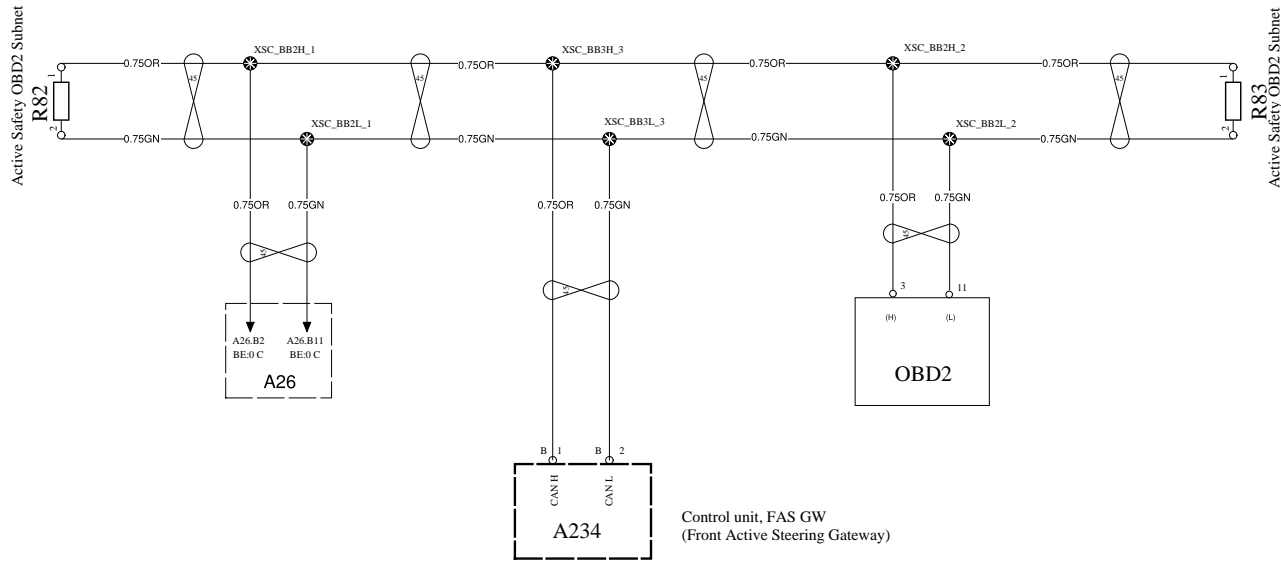 Active Safety OBD2 Subnet
R82
1
2
0.75OR
0.75GN
45
XSC_BB2H_1
XSC_BB2L_1
45
0.75OR
0.75GN
XSC_BB3H_3
XSC_BB3L_3
45
0.75OR
0.75GN
XSC_BB2H_2
XSC_BB2L_2
0.75OR
0.75GN
45
1
2
R83
Active Safety OBD2 Subnet
0.75OR
0.75GN
45
A26.B2
BE:0 C
A26.B11
BE:0 C
A26
0.75OR
0.75GN
45
B 1
B 2
CAN H
CAN L
A234
Control unit, FAS GW
(Front Active Steering Gateway)
0.75OR
0.75GN
45
3
11
(H)
(L)
OBD2